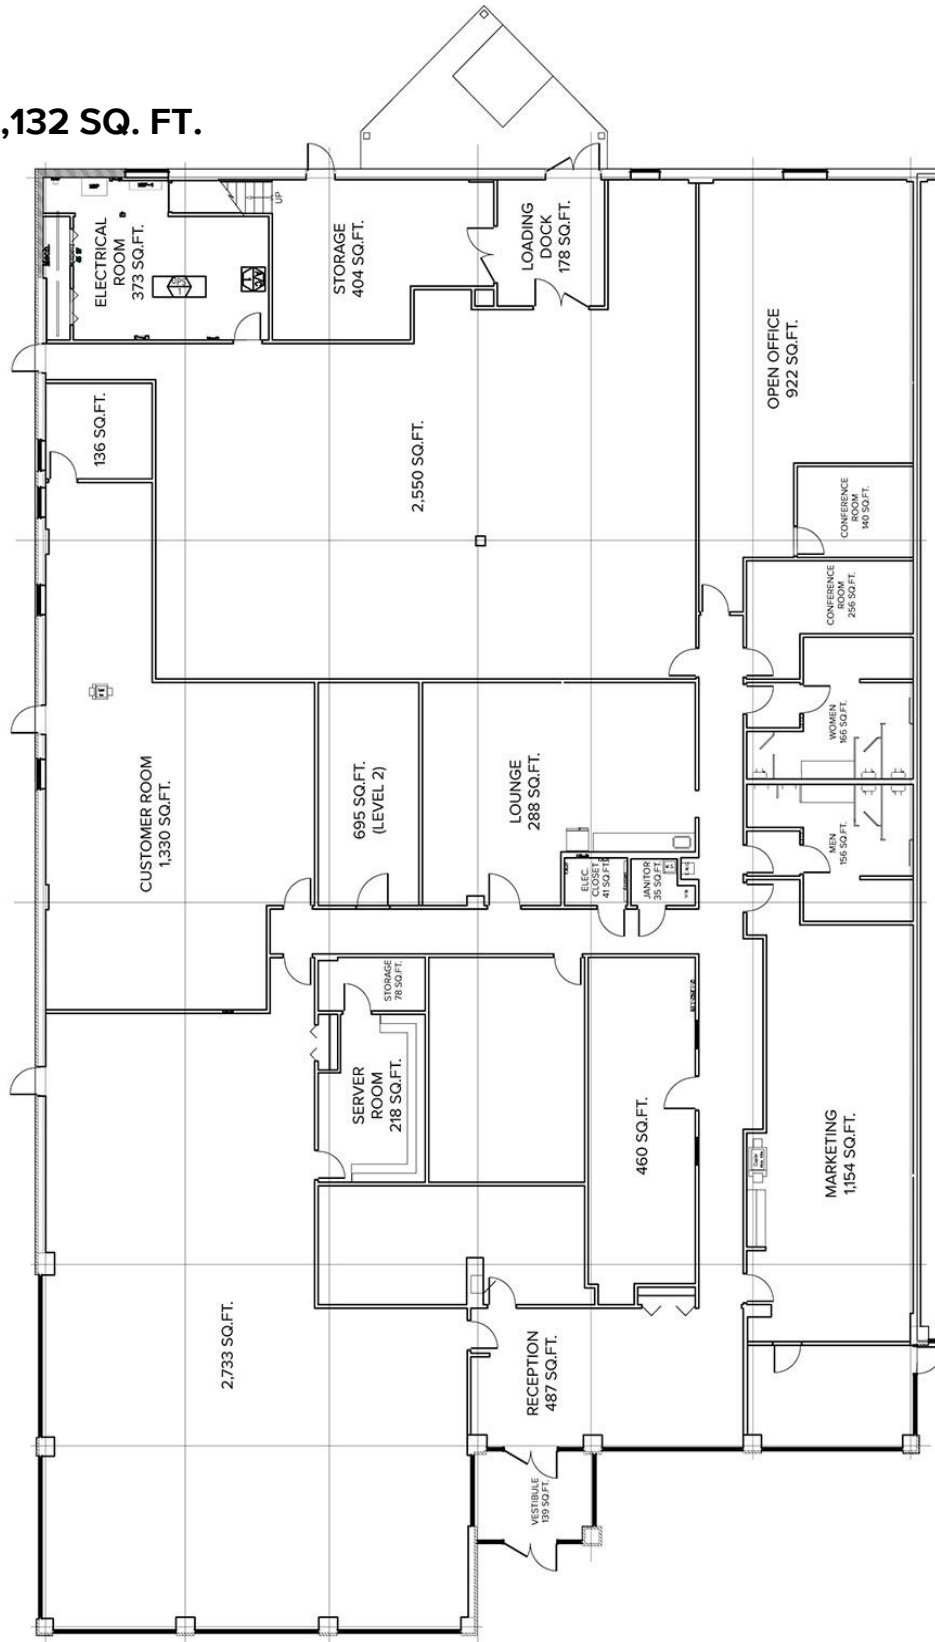 ,132 SQ. FT.
UP
ELECTRICAL
ROOM
373 SQ.FT.
STORAGE
404 SQ.FT.
LOADING
DOCK
178 SQ.FT.
OPEN OFFICE
922 SQ.FT.
136 SQ.FT.
2,550 SQ.FT.
CONFERENCE
ROOM
140 SQ.FT.
CONFERENCE
ROOM
256 SQ.FT.
WOMEN
166 SQ.FT.
CUSTOMER ROOM
1,330 SQ.FT.
695 SQ.FT.
(LEVEL 2)
LOUNGE
288 SQ.FT.
MEN
156 SQ.FT.
ELEC.
CLOSET
41 SQ.FT.
JANITOR
35 SQ.FT.
STORAGE
78 SQ.FT.
SERVER
ROOM
218 SQ.FT.
460 SQ.FT.
MARKETING
1,154 SQ.FT.
2,733 SQ.FT.
RECEPTION
487 SQ.FT.
VESTIBULE
139 SQ.FT.